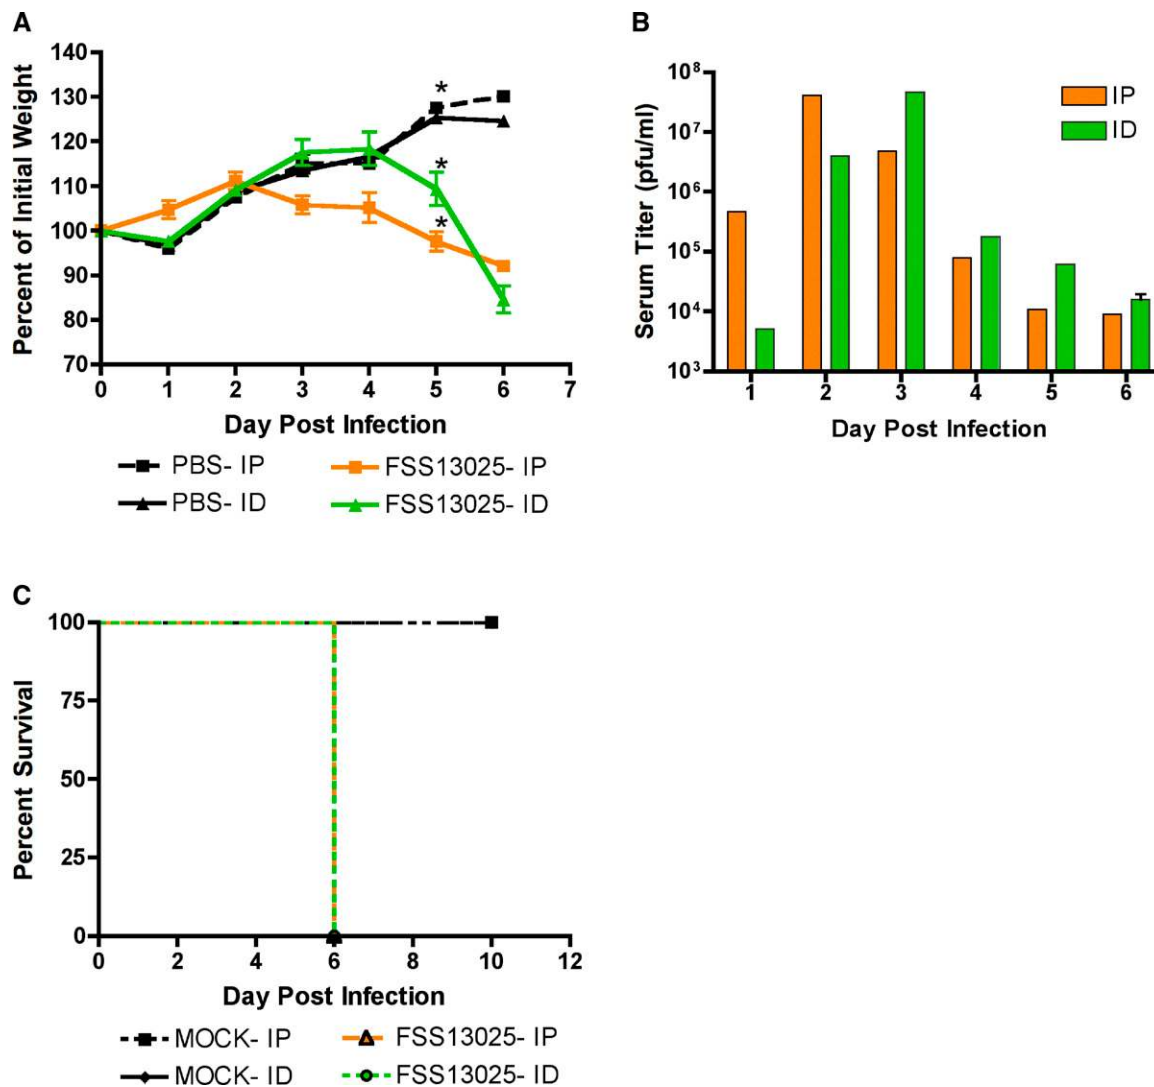 A
Percent of Initial Weight
140
130
120
110
100
90
80
70
*
*
*
0 1 2 3 4 5 6 7
Day Post Infection
PBS- IP
FSS13025- IP
PBS- ID
FSS13025- ID
B
Serum Titer (pfu/ml)
10⁸
10⁷
10⁶
10⁵
10⁴
10³
IP
ID
1 2 3 4 5 6
Day Post Infection
C
Percent Survival
100
75
50
25
0
0 2 4 6 8 10 12
Day Post Infection
MOCK- IP
FSS13025- IP
MOCK- ID
FSS13025- ID